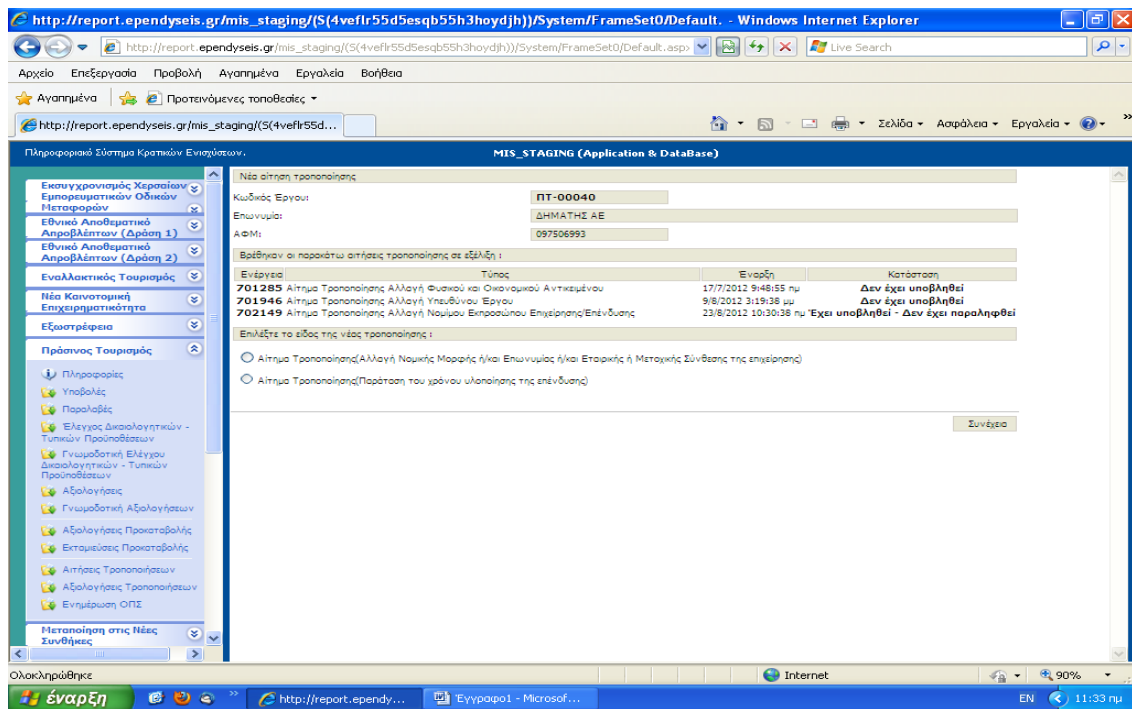 http://report.ependyseis.gr/mis_staging/(S(4veflr55d5esqb55h3hoydjh))/System/FrameSet0/Default. - Windows Internet Explorer
http://report.ependyseis.gr/mis_staging/(S(4veflr55d5esqb55h3hoydjh))/System/FrameSet0/Default.asp Live Search
Αρχείο Επεξεργασία Προβολή Αγαπημένα Εργαλεία Βοήθεια
Αγαπημένα Προτεινόμενες τοποθεσίες
http://report.ependyseis.gr/mis_staging/(S(4veflr55d... Σελίδα Ασφάλεια Εργαλεία
Πληροφοριακό Σύστημα Κρατικών Ενισχύσεων. MIS_STAGING (Application & DataBase)
Εκσυγχρονισμός Χερσαίων
Εμπορευματικών Οδικών
Μεταφορών
Εθνικό Αποθεματικό
Απροβλέπτων (Δράση 1)
Εθνικό Αποθεματικό
Απροβλέπτων (Δράση 2)
Εναλλακτικός Τουρισμός
Νέα Καινοτομική
Επιχειρηματικότητα
Εξωστρέφεια
Πράσινος Τουρισμός
Πληροφορίες
Υποβολές
Παραλαβές
Έλεγχος Δικαιολογητικών -
Τυπικών Προϋποθέσεων
Γνωμοδοτική Ελέγχου
Δικαιολογητικών - Τυπικών
Προϋποθέσεων
Αξιολογήσεις
Γνωμοδοτική Αξιολογήσεων
Αξιολογήσεις Προκαταβολής
Εκταμιεύσεις Προκαταβολής
Αιτήσεις Τροποποιήσεων
Αξιολογήσεις Τροποποιήσεων
Ενημέρωση ΟΠΣ
Μεταποίηση στις Νέες
Συνθήκες
Νέα αίτηση τροποποίησης
Κωδικός Έργου: ΠΤ-00040
Επωνυμία: ΔΗΜΑΤΗΣ ΑΕ
ΑΦΜ: 097506993
Βρέθηκαν οι παρακάτω αιτήσεις τροποποίησης σε εξέλιξη :
Ενέργεια Τύπος Έναρξη Κατάσταση
701285 Αίτημα Τροποποίησης Αλλαγή Φυσικού και Οικονομικού Αντικειμένου 17/7/2012 9:48:55 πμ Δεν έχει υποβληθεί
701946 Αίτημα Τροποποίησης Αλλαγή Υπευθύνου Έργου 9/8/2012 3:19:38 μμ Δεν έχει υποβληθεί
702149 Αίτημα Τροποποίησης Αλλαγή Νομίμου Εκπροσώπου Επιχείρησης/Επένδυσης 23/8/2012 10:30:38 πμ Έχει υποβληθεί - Δεν έχει παραληφθεί
Επιλέξτε το είδος της νέας τροποποίησης :
Αίτημα Τροποποίησης(Αλλαγή Νομικής Μορφής ή/και Επωνυμίας ή/και Εταιρικής ή Μετοχικής Σύνθεσης της επιχείρησης)
Αίτημα Τροποποίησης(Παράταση του χρόνου υλοποίησης της επένδυσης)
Συνέχεια
Ολοκληρώθηκε Internet 90%
έναρξη http://report.ependy... Έγγραφο1 - Microsof... EN 11:33 πμ